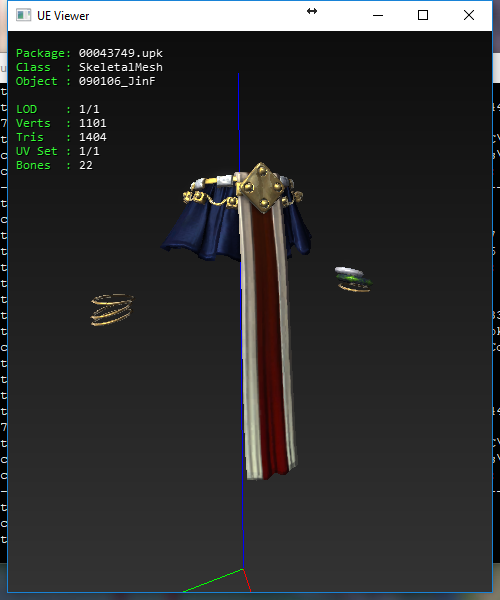 UE Viewer
Package: 00043749.upk
Class : SkeletalMesh
Object : 090106_JinF
LOD : 1/1
Verts : 1101
Tris : 1404
UV Set : 1/1
Bones : 22